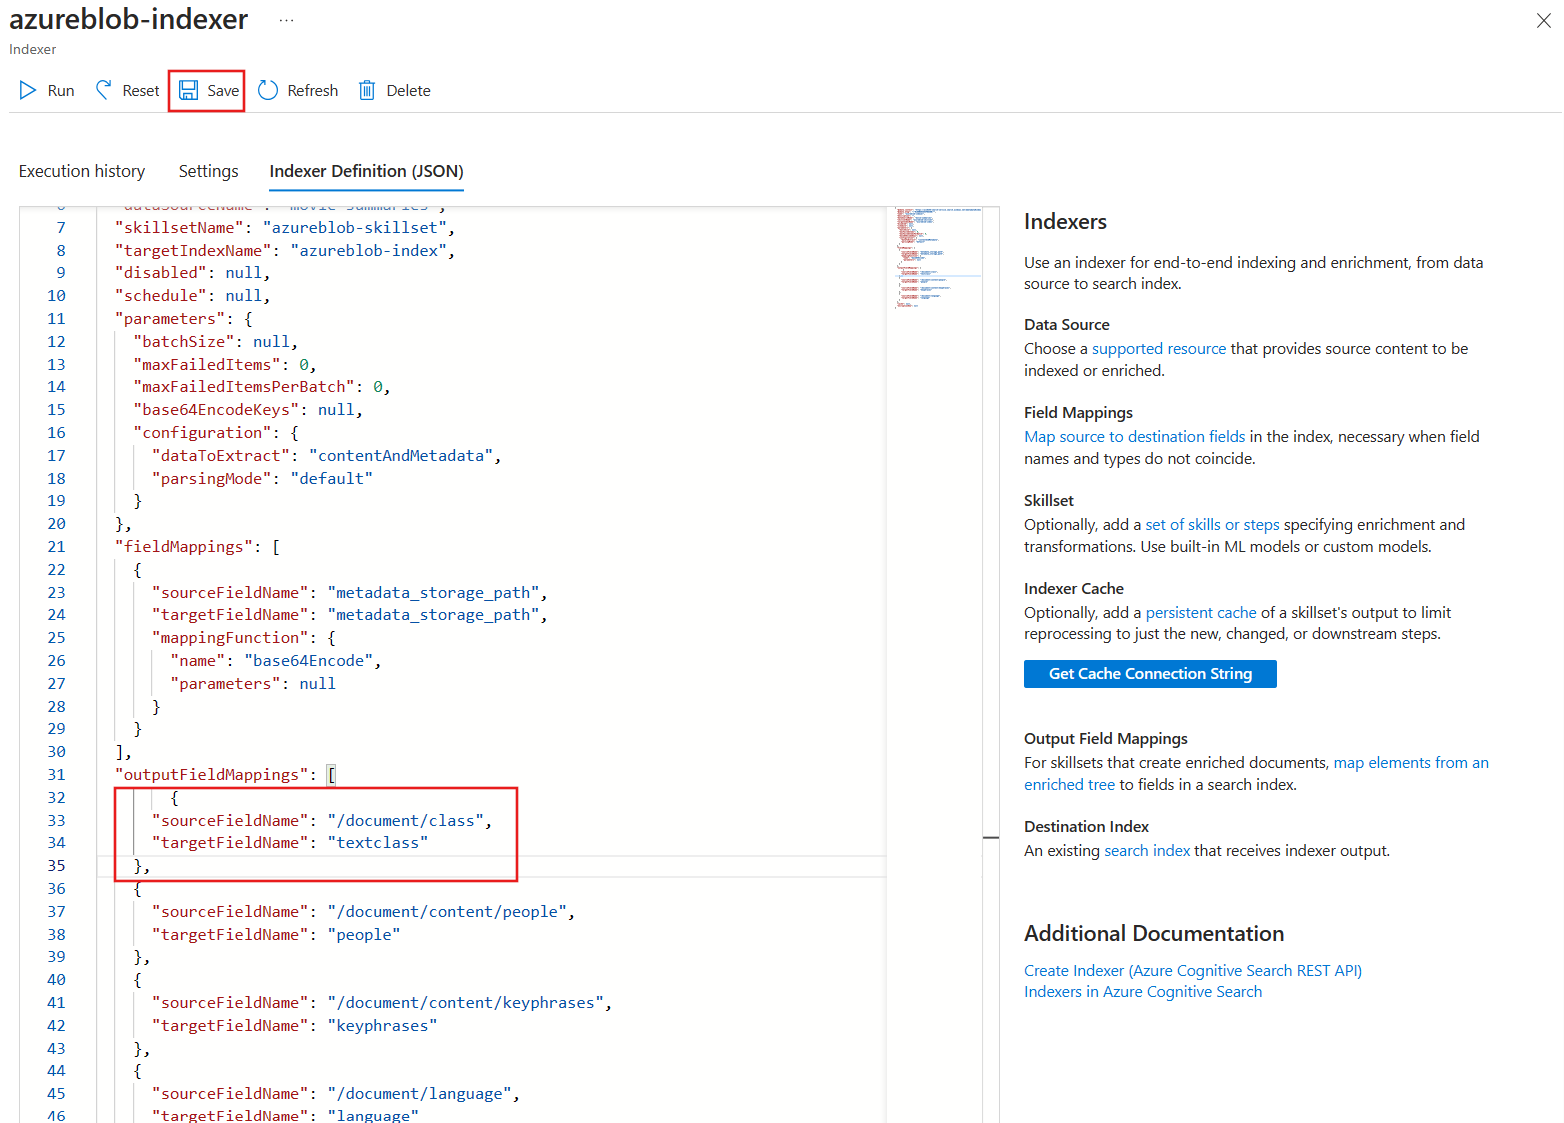 azureblob-indexer ...
Indexer
Run Reset Save Refresh Delete
Execution history Settings Indexer Definition (JSON)
6 "dataSourceName": "movie-summaries",
7 "skillsetName": "azureblob-skillset",
8 "targetIndexName": "azureblob-index",
9 "disabled": null,
10 "schedule": null,
11 "parameters": {
12 "batchSize": null,
13 "maxFailedItems": 0,
14 "maxFailedItemsPerBatch": 0,
15 "base64EncodeKeys": null,
16 "configuration": {
17 "dataToExtract": "contentAndMetadata",
18 "parsingMode": "default"
19 }
20 },
21 "fieldMappings": [
22 {
23 "sourceFieldName": "metadata_storage_path",
24 "targetFieldName": "metadata_storage_path",
25 "mappingFunction": {
26 "name": "base64Encode",
27 "parameters": null
28 }
29 }
30 ],
31 "outputFieldMappings": [
32 {
33 "sourceFieldName": "/document/class",
34 "targetFieldName": "textclass"
35 },
36 {
37 "sourceFieldName": "/document/content/people",
38 "targetFieldName": "people"
39 },
40 {
41 "sourceFieldName": "/document/content/keyphrases",
42 "targetFieldName": "keyphrases"
43 },
44 {
45 "sourceFieldName": "/document/language",
46 "targetFieldName": "language"
Indexers
Use an indexer for end-to-end indexing and enrichment, from data
source to search index.
Data Source
Choose a supported resource that provides source content to be
indexed or enriched.
Field Mappings
Map source to destination fields in the index, necessary when field
names and types do not coincide.
Skillset
Optionally, add a set of skills or steps specifying enrichment and
transformations. Use built-in ML models or custom models.
Indexer Cache
Optionally, add a persistent cache of a skillset's output to limit
reprocessing to just the new, changed, or downstream steps.
Get Cache Connection String
Output Field Mappings
For skillsets that create enriched documents, map elements from an
enriched tree to fields in a search index.
Destination Index
An existing search index that receives indexer output.
Additional Documentation
Create Indexer (Azure Cognitive Search REST API)
Indexers in Azure Cognitive Search